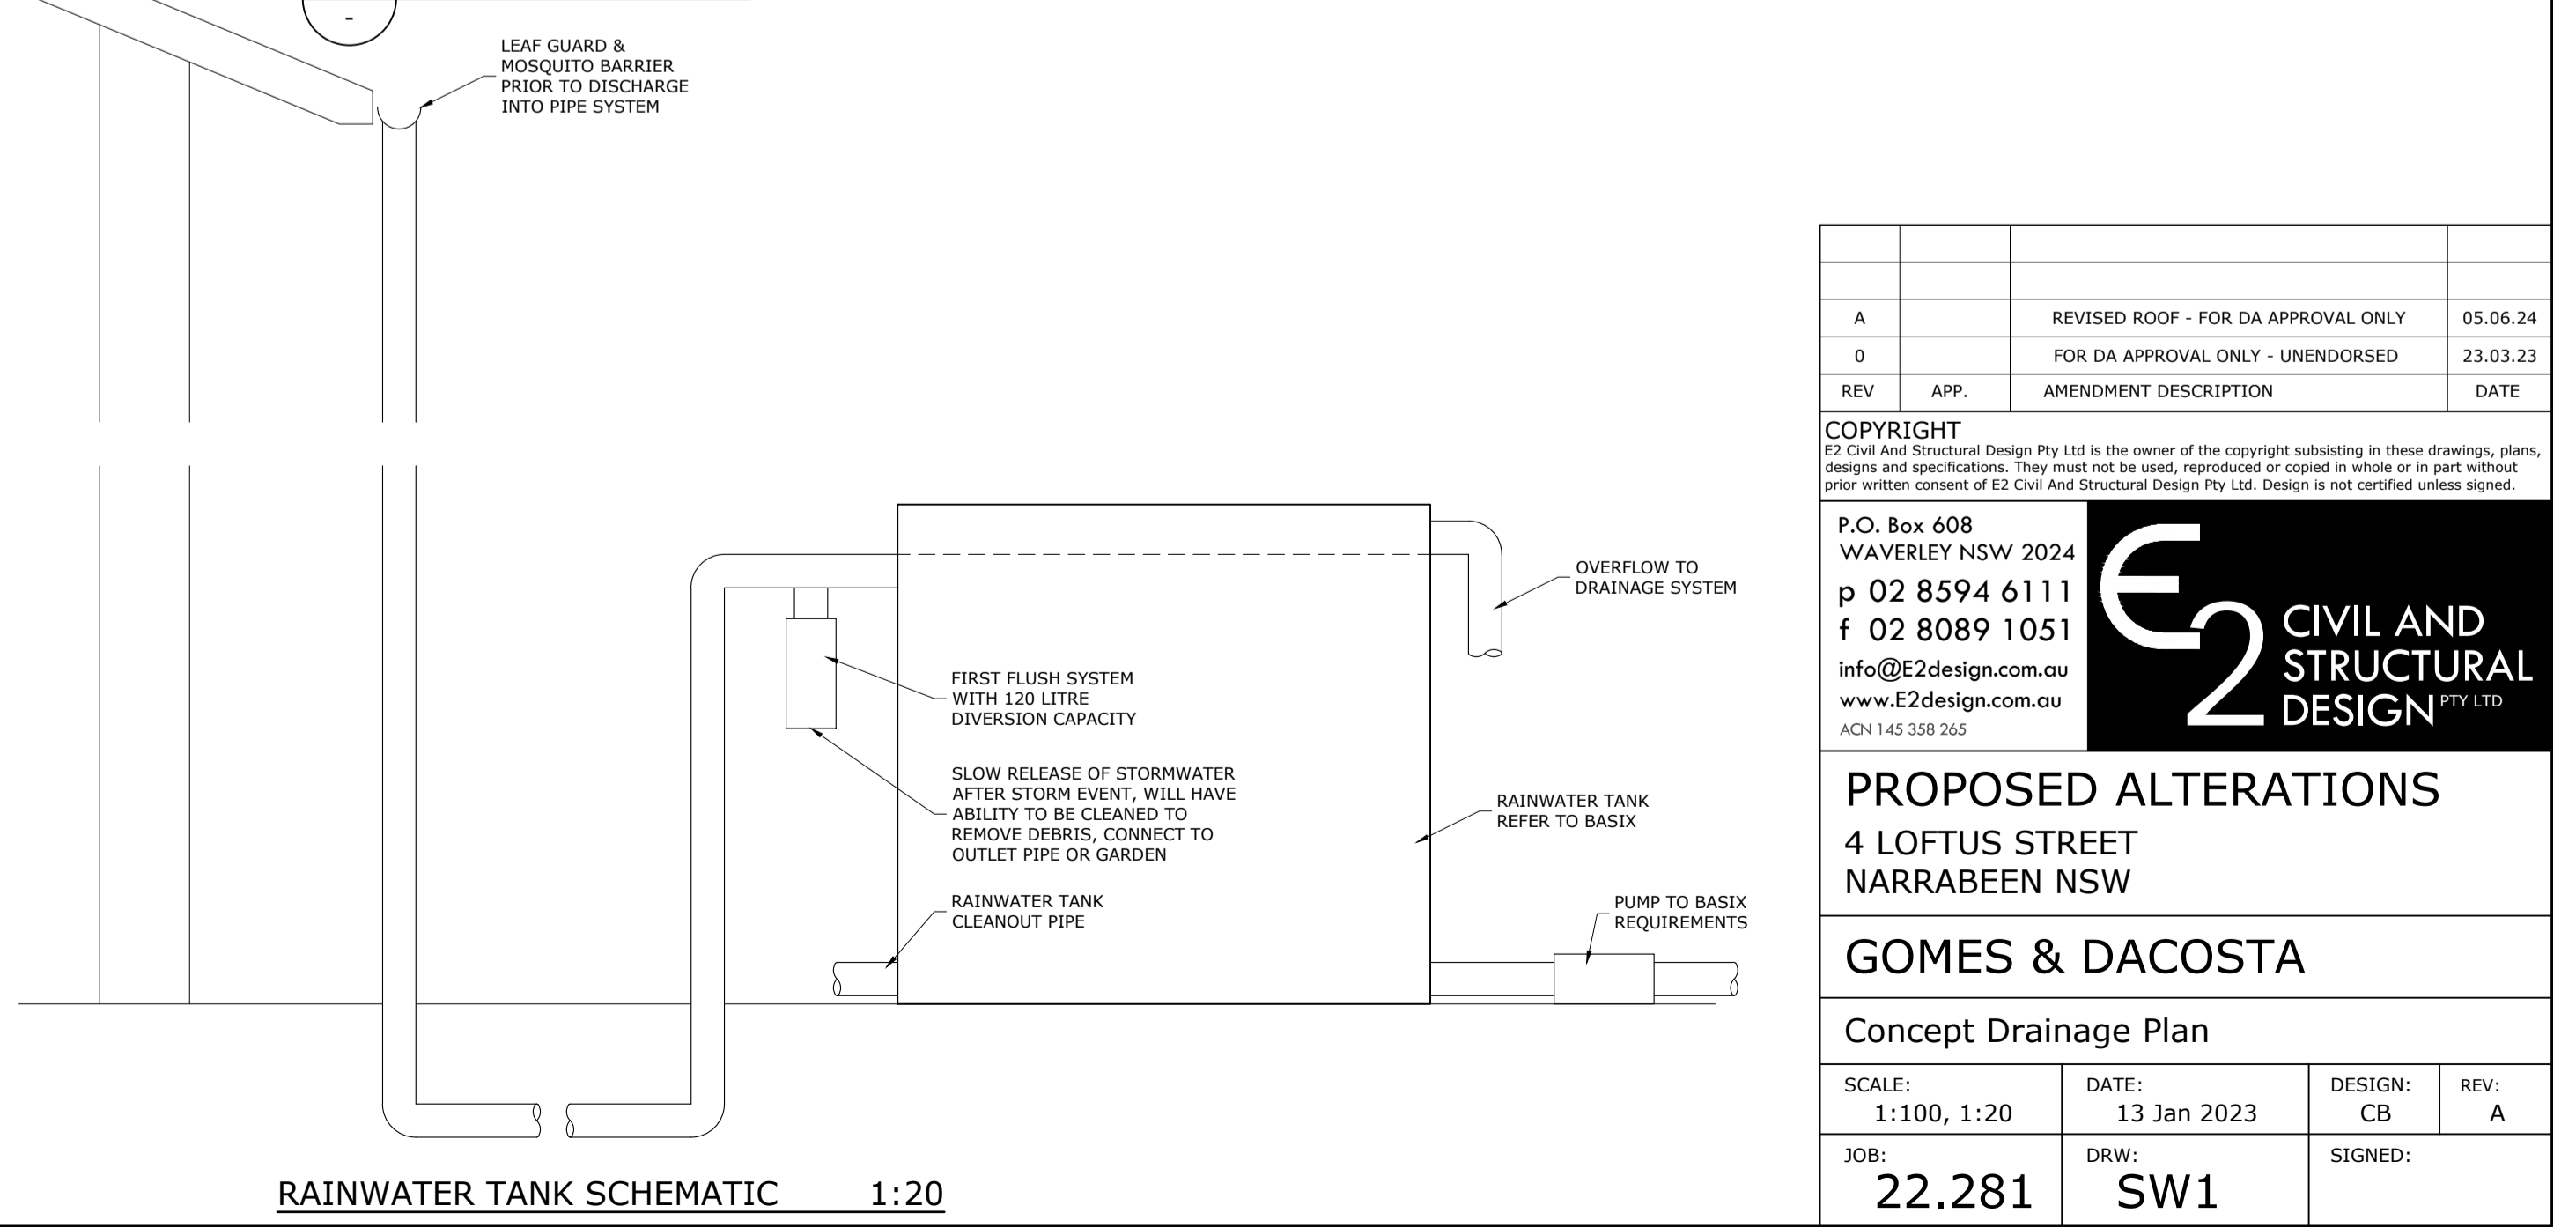 -
LEAF GUARD &
MOSQUITO BARRIER
PRIOR TO DISCHARGE
INTO PIPE SYSTEM
OVERFLOW TO
DRAINAGE SYSTEM
FIRST FLUSH SYSTEM
WITH 120 LITRE
DIVERSION CAPACITY
SLOW RELEASE OF STORMWATER
AFTER STORM EVENT, WILL HAVE
ABILITY TO BE CLEANED TO
REMOVE DEBRIS, CONNECT TO
OUTLET PIPE OR GARDEN
RAINWATER TANK
REFER TO BASIX
RAINWATER TANK
CLEANOUT PIPE
PUMP TO BASIX
REQUIREMENTS
RAINWATER TANK SCHEMATIC 1:20
A REVISED ROOF - FOR DA APPROVAL ONLY 05.06.24
0 FOR DA APPROVAL ONLY - UNENDORSED 23.03.23
REV APP. AMENDMENT DESCRIPTION DATE
COPYRIGHT
E2 Civil And Structural Design Pty Ltd is the owner of the copyright subsisting in these drawings, plans,
designs and specifications. They must not be used, reproduced or copied in whole or in part without
prior written consent of E2 Civil And Structural Design Pty Ltd. Design is not certified unless signed.
P.O. Box 608
WAVERLEY NSW 2024
p 02 8594 6111
f 02 8089 1051
info@E2design.com.au
www.E2design.com.au
ACN 145 358 265
E2
CIVIL AND
STRUCTURAL
DESIGN PTY LTD
PROPOSED ALTERATIONS
4 LOFTUS STREET
NARRABEEN NSW
GOMES & DACOSTA
Concept Drainage Plan
SCALE: DATE: DESIGN: REV:
1:100, 1:20 13 Jan 2023 CB A
JOB: DRW: SIGNED:
22.281 SW1